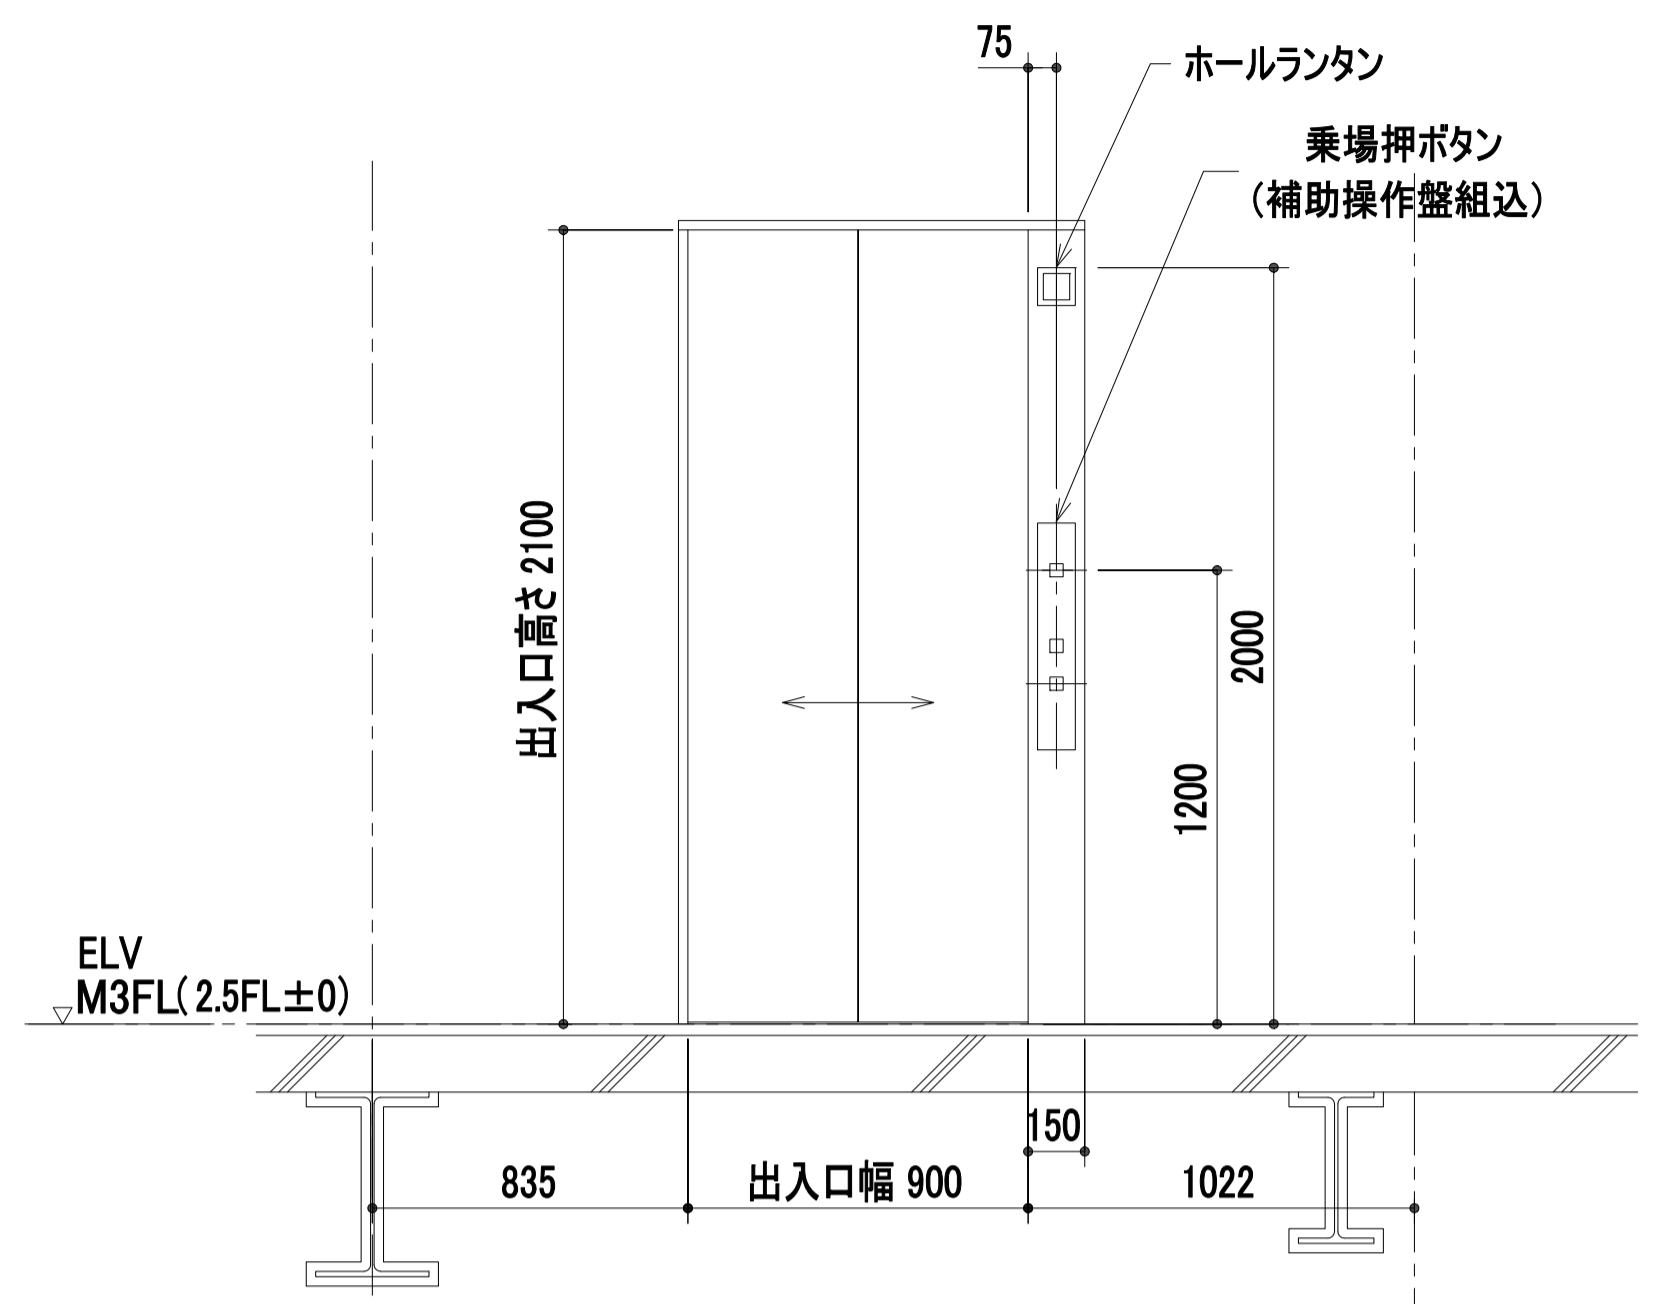 75
ホールランタン
乗場押ボタン
（補助操作盤組込）
出入口高さ 2100
2000
1200
ELV
M3FL(2.5FL±0)
150
835
出入口幅 900
1022